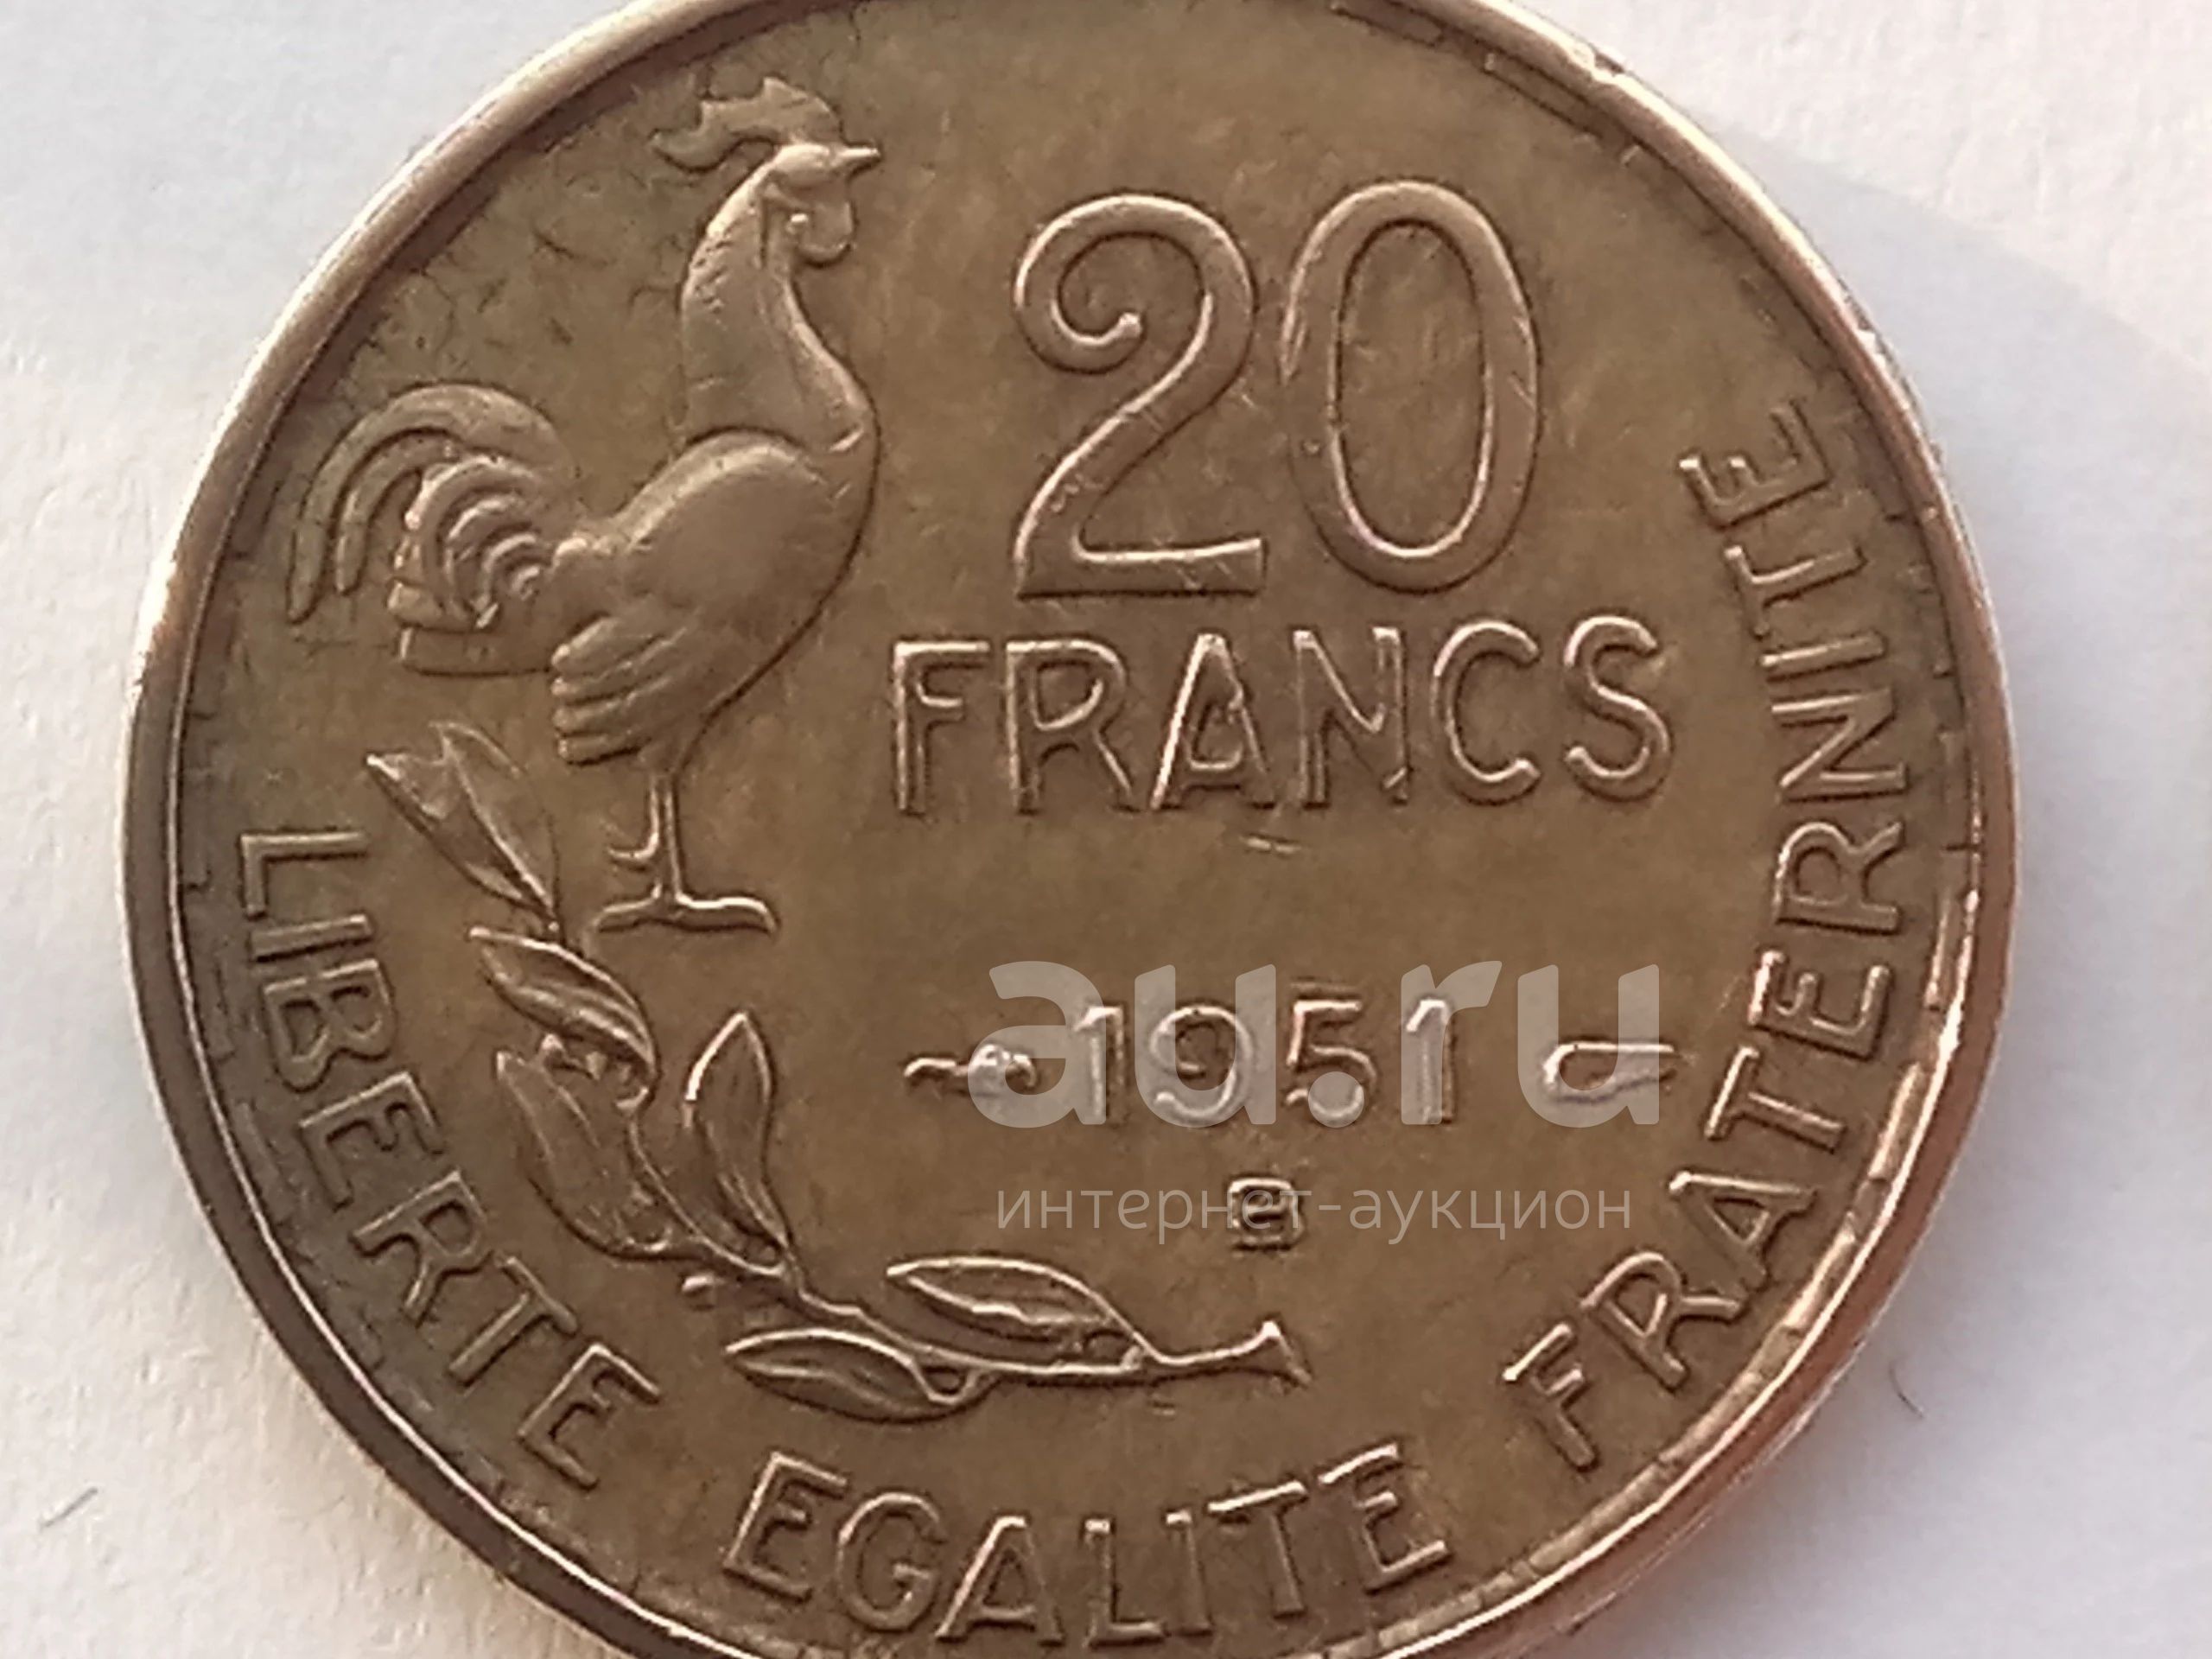 20
FRANCS
1951
B
LIBERTE EGALITE FRATERNITE
au.ru
интернет-аукцион